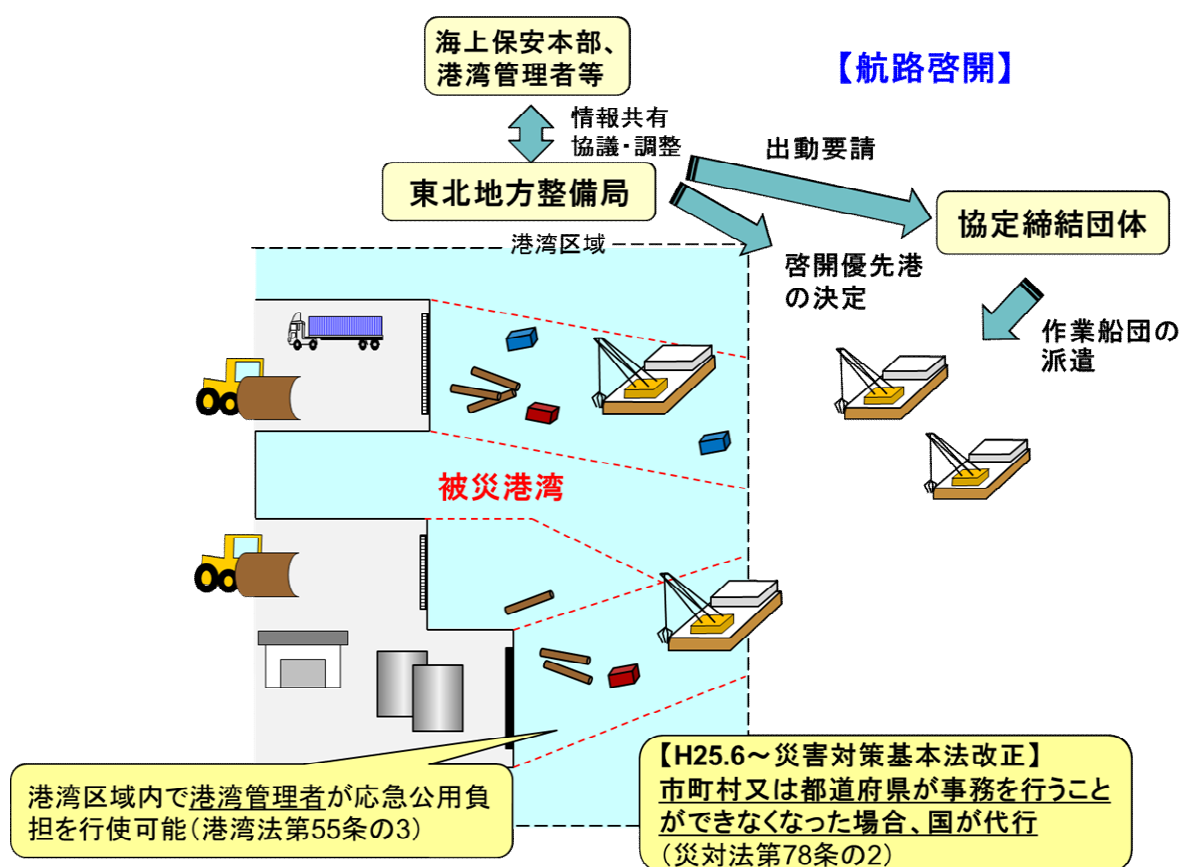 海上保安本部、
港湾管理者等
【航路啓開】
情報共有
協議・調整
出動要請
東北地方整備局
協定締結団体
港湾区域
啓開優先港
の決定
作業船団の
派遣
被災港湾
港湾区域内で港湾管理者が応急公用負
担を行使可能(港湾法第55条の3)
【H25.6～災害対策基本法改正】
市町村又は都道府県が事務を行うこと
ができなくなった場合、国が代行
(災対法第78条の2)